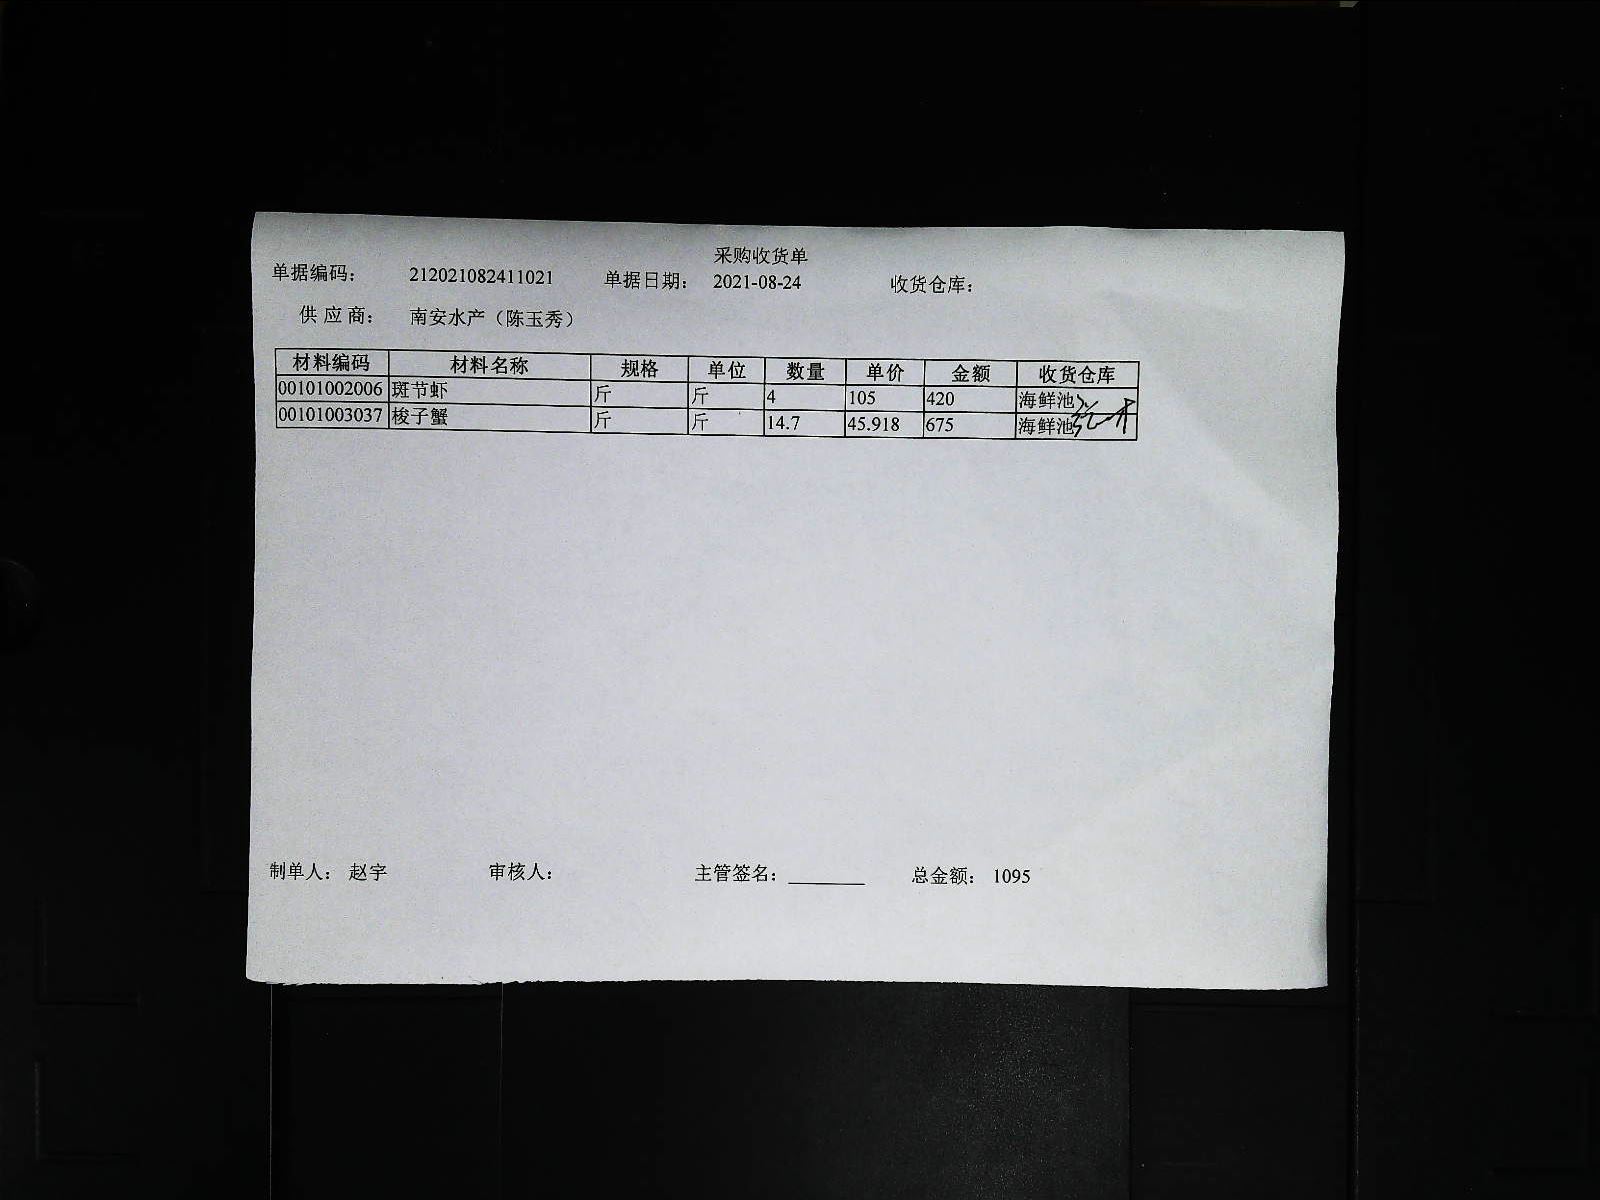 采购收货单
单据编码： 212021082411021 单据日期： 2021-08-24 收货仓库：
供 应 商： 南安水产（陈玉秀）
材料编码 材料名称 规格 单位 数量 单价 金额 收货仓库
00101002006 斑节虾 斤 斤 4 105 420 海鲜池
00101003037 梭子蟹 斤 斤 14.7 45.918 675 海鲜池
制单人： 赵宇 审核人： 主管签名：________ 总金额： 1095